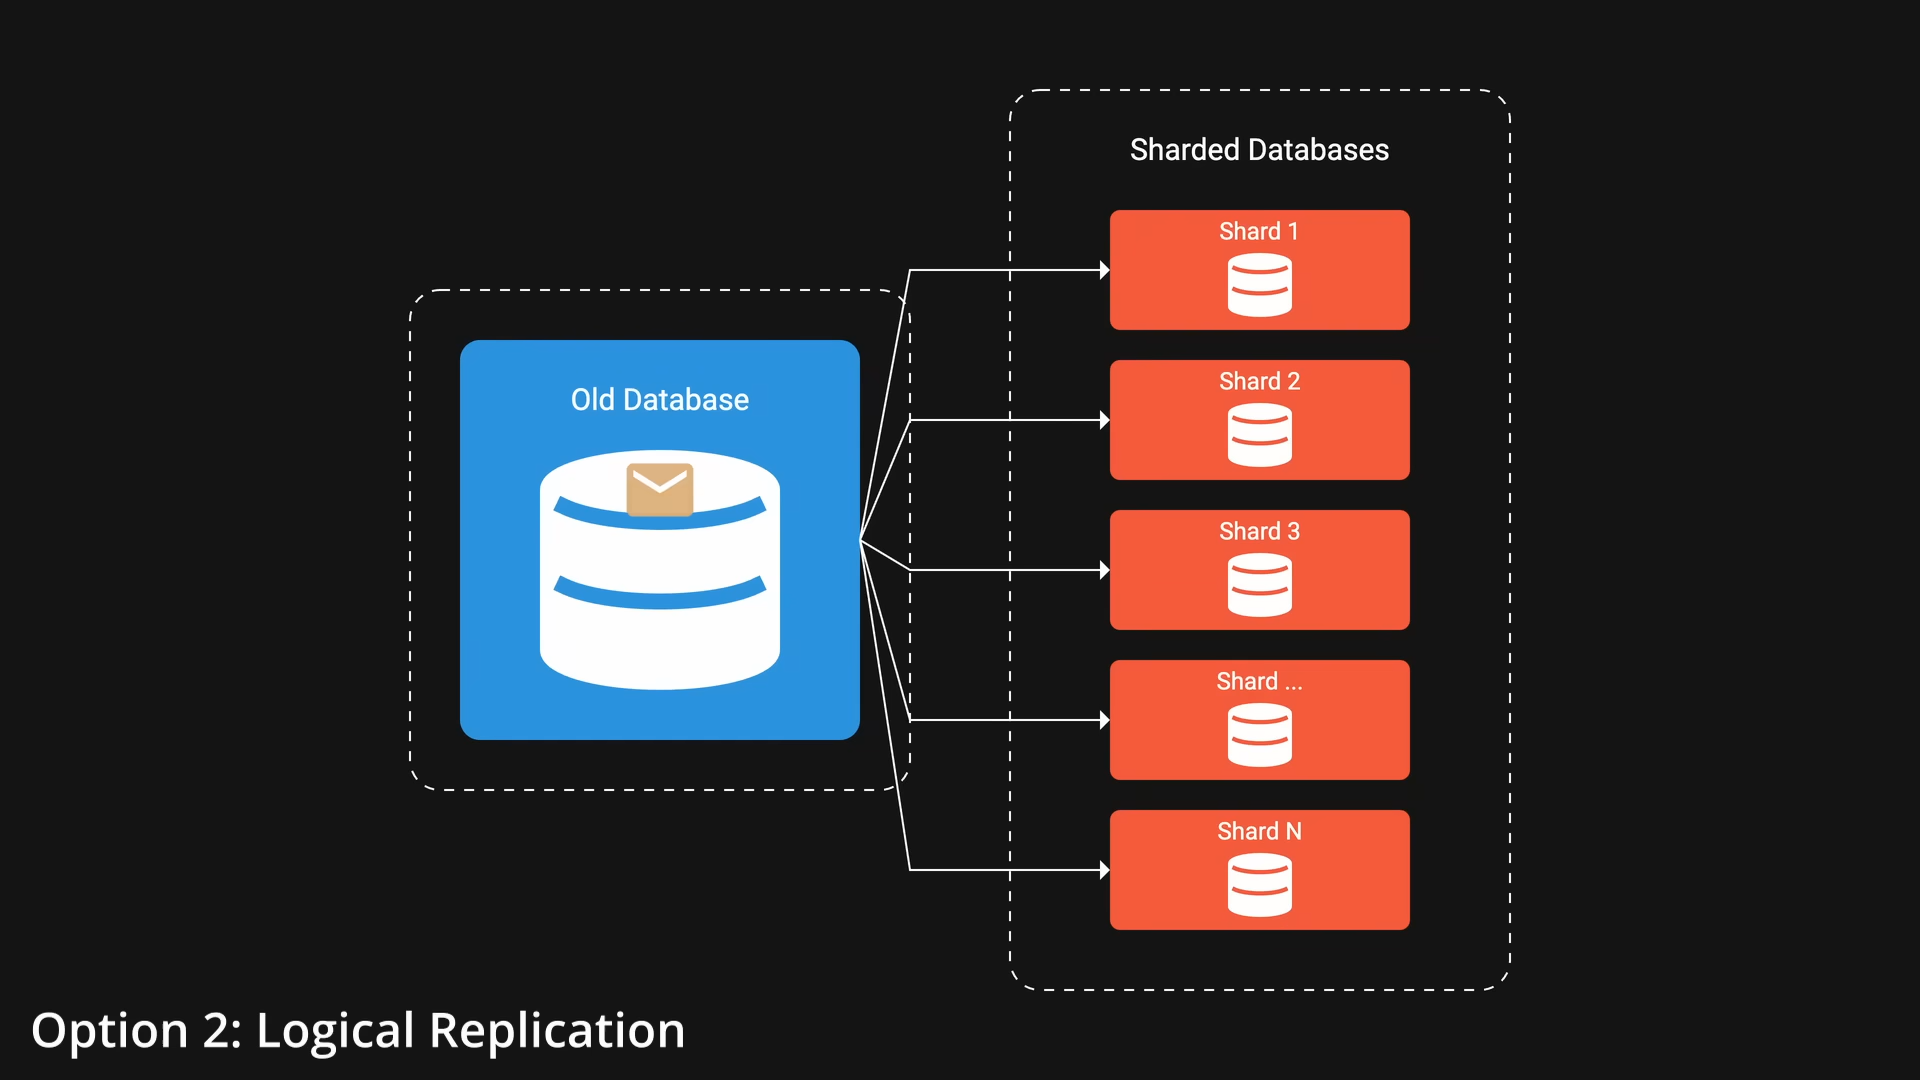 Sharded Databases
Shard 1
Old Database
Shard 2
Shard 3
Shard ...
Shard N
Option 2: Logical Replication